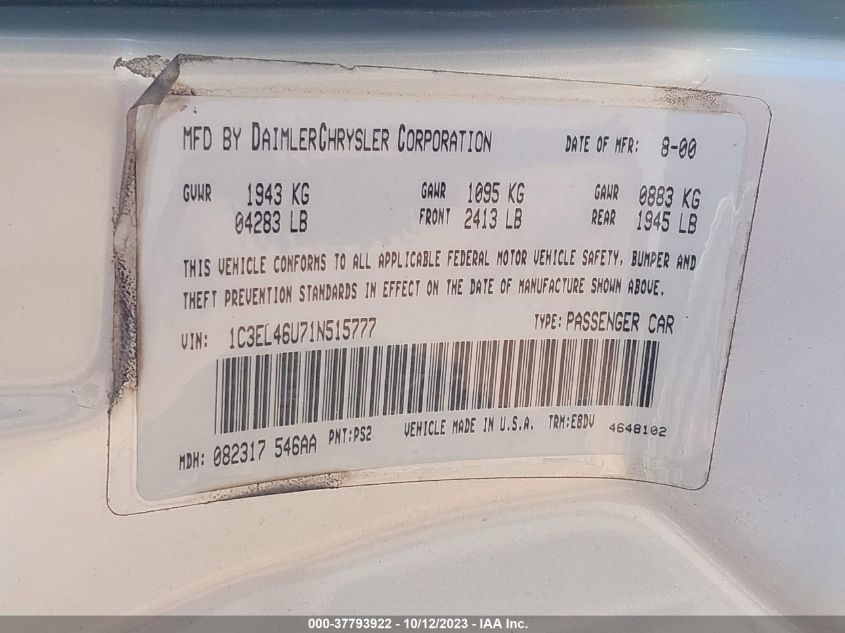 MFD BY DAIMLERCHRYSLER CORPORATION DATE OF MFR: 8-00
GVWR 1943 KG GAWR 1095 KG GAWR 0883 KG
04283 LB FRONT 2413 LB REAR 1945 LB
THIS VEHICLE CONFORMS TO ALL APPLICABLE FEDERAL MOTOR VEHICLE SAFETY, BUMPER AND
THEFT PREVENTION STANDARDS IN EFFECT ON THE DATE OF MANUFACTURE SHOWN ABOVE.
VIN: 1C3EL46U71N515777 TYPE: PASSENGER CAR
MDH: 082317 546AA PNT:PS2 VEHICLE MADE IN U.S.A. TRM:E8DV 4648102
000-37793922 - 10/12/2023 - IAA Inc.